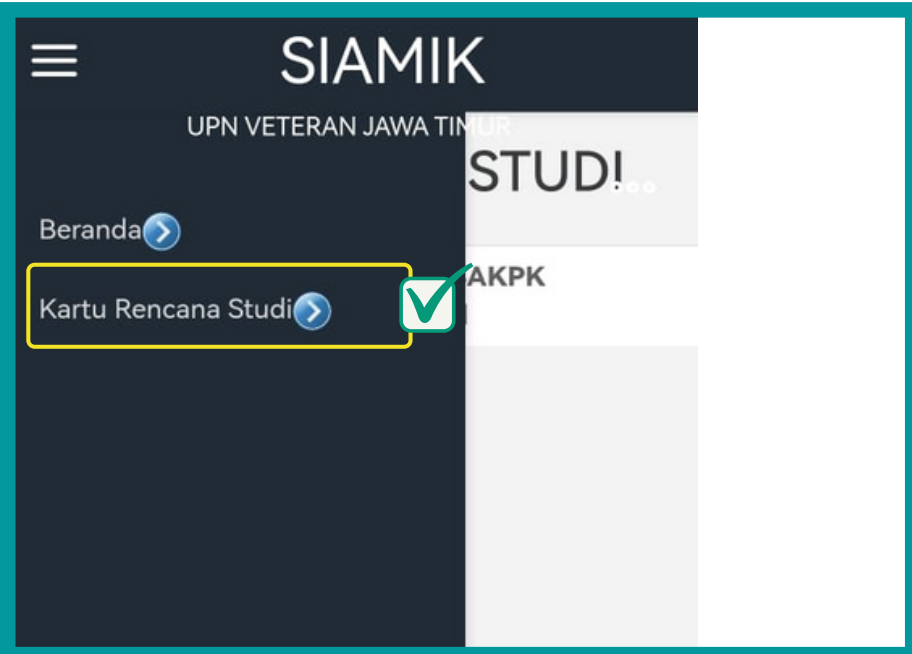 SIAMIK
UPN VETERAN JAWA TIMUR
STUDI...
Beranda
AKPK
Kartu Rencana Studi